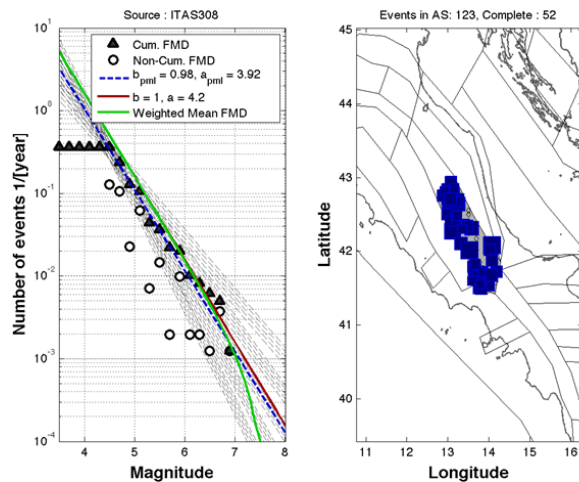 Source : ITAS308
Cum. FMD
Non-Cum. FMD
b_pml = 0.98, a_pml = 3.92
b = 1, a = 4.2
Weighted Mean FMD
Number of events 1/[year]
10^1
10^0
10^-1
10^-2
10^-3
10^-4
4 5 6 7 8
Magnitude
Events in AS: 123, Complete : 52
Latitude
45
44
43
42
41
40
11 12 13 14 15 16
Longitude